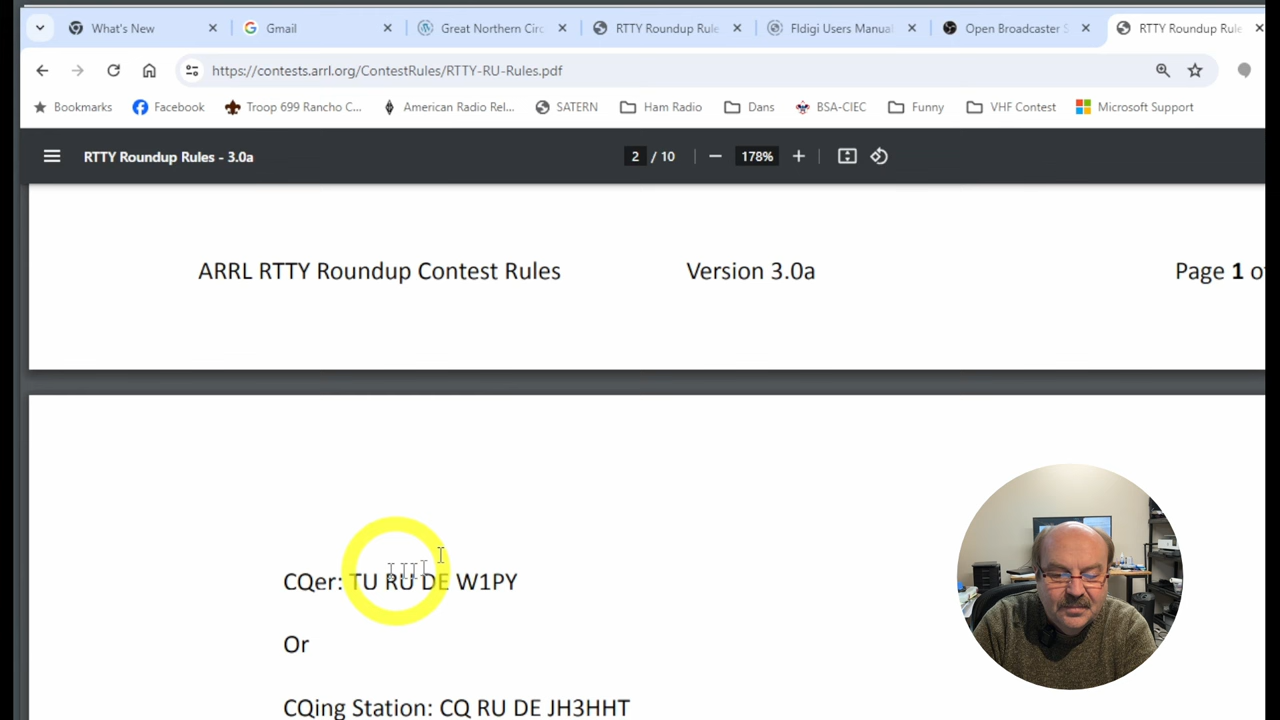 What's New
Gmail
Great Northern Circ
RTTY Roundup Rule
Fldigi Users Manual
Open Broadcaster S
RTTY Roundup Rule
https://contests.arrl.org/ContestRules/RTTY-RU-Rules.pdf
Bookmarks Facebook Troop 699 Rancho C... American Radio Rel... SATERN Ham Radio Dans BSA-CIEC Funny VHF Contest Microsoft Support
RTTY Roundup Rules - 3.0a 2 / 10 178%
ARRL RTTY Roundup Contest Rules Version 3.0a Page 1 o
CQer: TU RU DE W1PY
Or
CQing Station: CQ RU DE JH3HHT